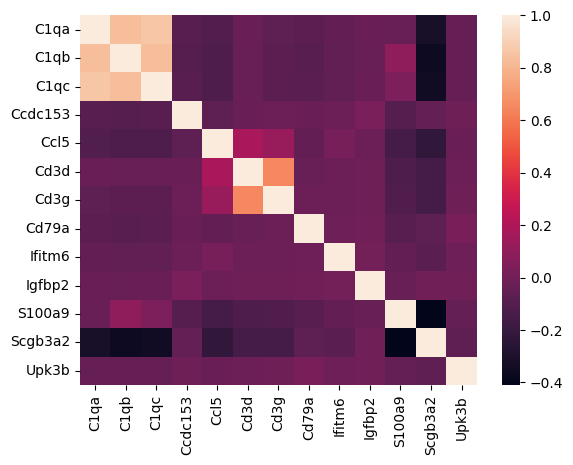 C1qa
C1qb
C1qc
Ccdc153
Ccl5
Cd3d
Cd3g
Cd79a
Ifitm6
Igfbp2
S100a9
Scgb3a2
Upk3b
C1qa
C1qb
C1qc
Ccdc153
Ccl5
Cd3d
Cd3g
Cd79a
Ifitm6
Igfbp2
S100a9
Scgb3a2
Upk3b
1.0
0.8
0.6
0.4
0.2
0.0
−0.2
−0.4